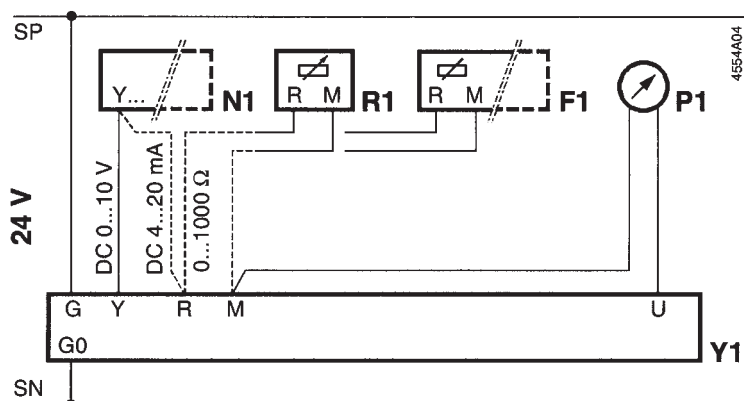 SP
4554A04
Y... N1
R M R1
R M F1
P1
24 V
DC 0...10 V
DC 4...20 mA
0...1000 Ω
G Y R M U
G0
Y1
SN